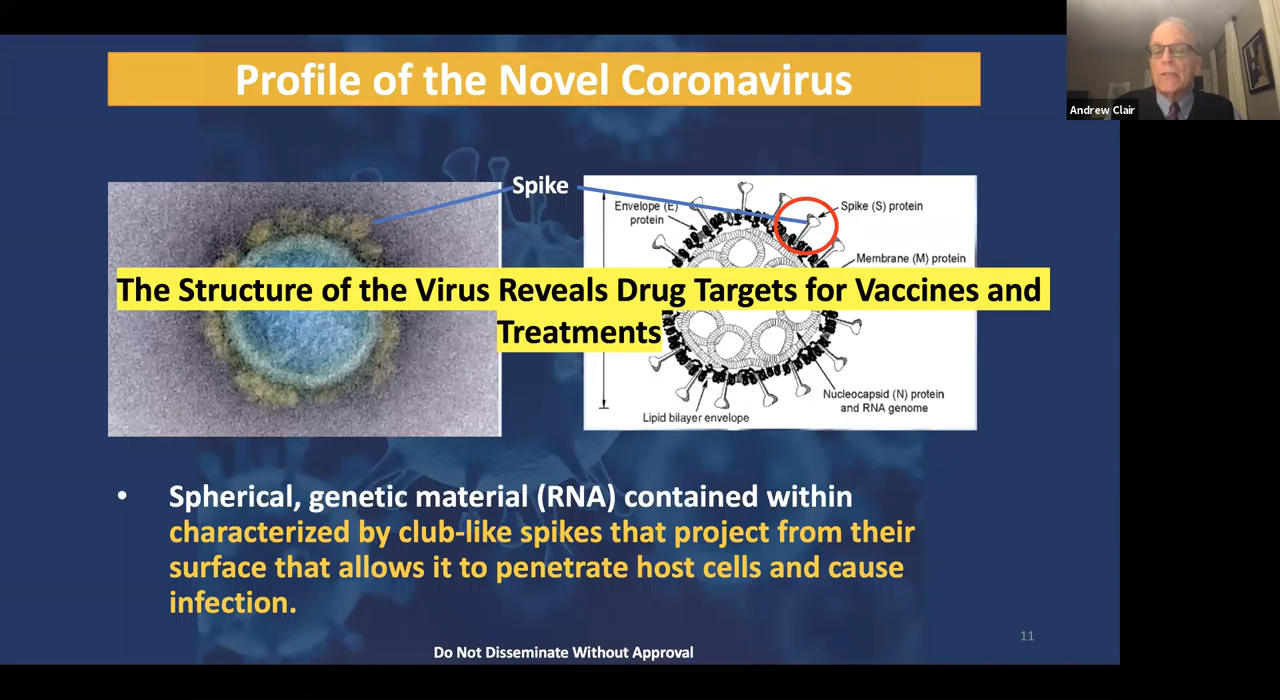 Profile of the Novel Coronavirus
Andrew Clair
Spike
Envelope (E)
protein
Spike (S) protein
Membrane (M) protein
The Structure of the Virus Reveals Drug Targets for Vaccines and
Treatments
Nucleocapsid (N) protein
and RNA genome
Lipid bilayer envelope
• Spherical, genetic material (RNA) contained within
characterized by club-like spikes that project from their
surface that allows it to penetrate host cells and cause
infection.
11
Do Not Disseminate Without Approval